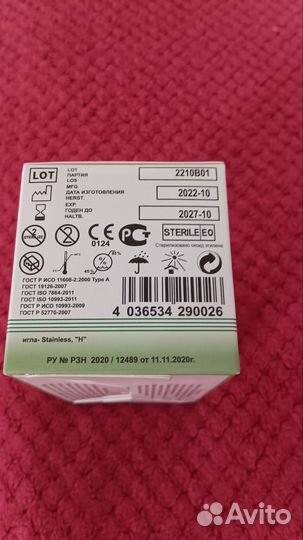 LOT
LOT
ПАРТИЯ
LOS
2210B01
MFG
ДАТА ИЗГОТОВЛЕНИЯ
HERST.
2022-10
EXP.
ГОДЕН ДО
HALTB.
2027-10
STERILE EO
0124
Стерилизовано оксид этилена
ГОСТ Р ИСО 11608-2:2000 Type A
ГОСТ 19126-2007
ГОСТ ISO 7864-2011
ГОСТ ISO 10993-2011
ГОСТ Р ИСО 10993-2009
ГОСТ Р 52770-2007
4 036534 290026
РУ № РЗН 2020 / 12489 от 11.11.2020г.
игла- Stainless, "H"
Avito